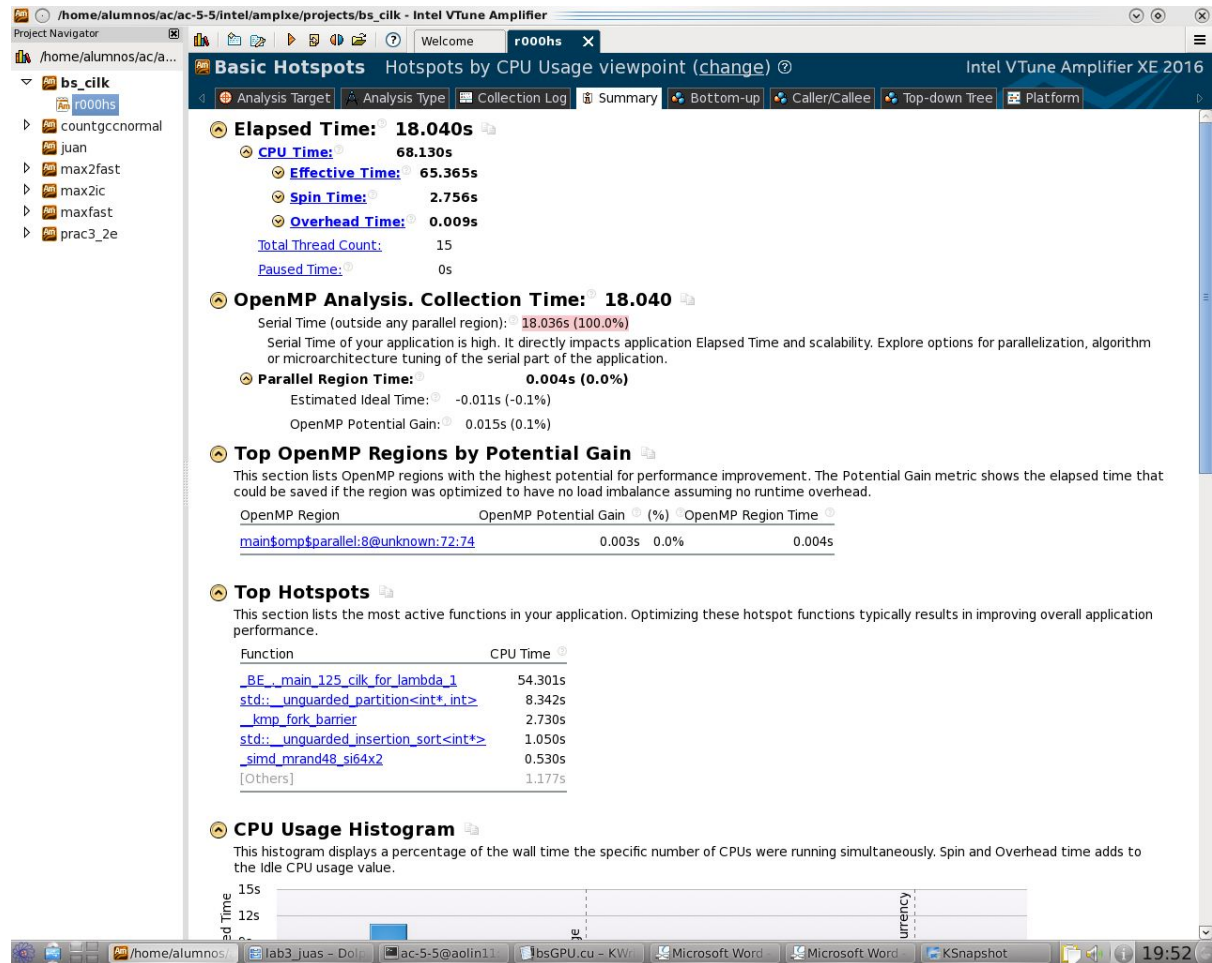 /home/alumnos/ac/ac-5-5/intel/amplxe/projects/bs_cilk - Intel VTune Amplifier
Project Navigator
Welcome
r000hs
/home/alumnos/ac/a...
bs_cilk
r000hs
countgccnormal
juan
max2fast
max2ic
maxfast
prac3_2e
Basic Hotspots Hotspots by CPU Usage viewpoint (change)
Intel VTune Amplifier XE 2016
Analysis Target Analysis Type Collection Log Summary Bottom-up Caller/Callee Top-down Tree Platform
Elapsed Time: 18.040s
CPU Time: 68.130s
Effective Time: 65.365s
Spin Time: 2.756s
Overhead Time: 0.009s
Total Thread Count: 15
Paused Time: 0s
OpenMP Analysis. Collection Time: 18.040
Serial Time (outside any parallel region): 18.036s (100.0%)
Serial Time of your application is high. It directly impacts application Elapsed Time and scalability. Explore options for parallelization, algorithm
or microarchitecture tuning of the serial part of the application.
Parallel Region Time: 0.004s (0.0%)
Estimated Ideal Time: -0.011s (-0.1%)
OpenMP Potential Gain: 0.015s (0.1%)
Top OpenMP Regions by Potential Gain
This section lists OpenMP regions with the highest potential for performance improvement. The Potential Gain metric shows the elapsed time that
could be saved if the region was optimized to have no load imbalance assuming no runtime overhead.
OpenMP Region OpenMP Potential Gain (%) OpenMP Region Time
main$omp$parallel:8@unknown:72:74 0.003s 0.0% 0.004s
Top Hotspots
This section lists the most active functions in your application. Optimizing these hotspot functions typically results in improving overall application
performance.
Function CPU Time
_BE_._main_125_cilk_for_lambda_1 54.301s
std::__unguarded_partition<int*, int> 8.342s
__kmp_fork_barrier 2.730s
std::__unguarded_insertion_sort<int*> 1.050s
_simd_mrand48_si64x2 0.530s
[Others] 1.177s
CPU Usage Histogram
This histogram displays a percentage of the wall time the specific number of CPUs were running simultaneously. Spin and Overhead time adds to
the Idle CPU usage value.
15s
12s
/home/alumnos/
lab3_juas – Dolp
ac-5-5@aolin11
bsGPU.cu – KW
Microsoft Word
Microsoft Word
KSnapshot
19:52